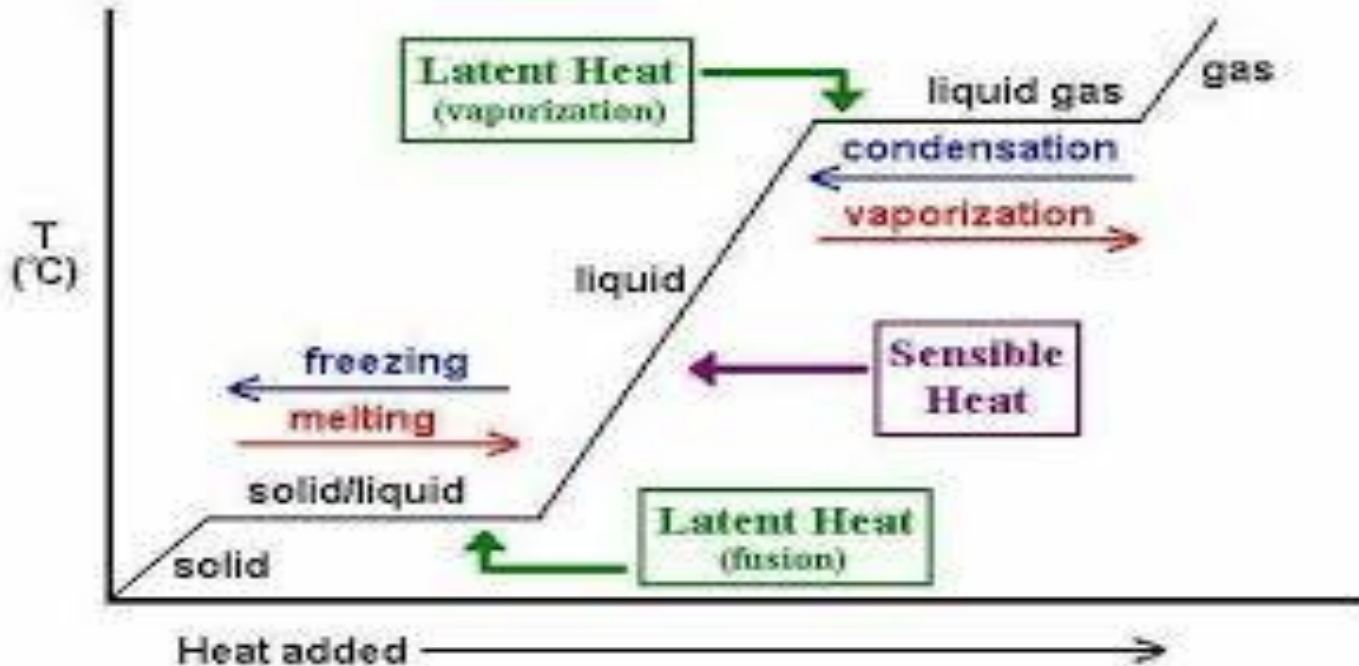 Latent Heat
(vaporization)
liquid gas
gas
condensation
vaporization
T
(°C)
liquid
freezing
melting
Sensible
Heat
solid/liquid
solid
Latent Heat
(fusion)
Heat added